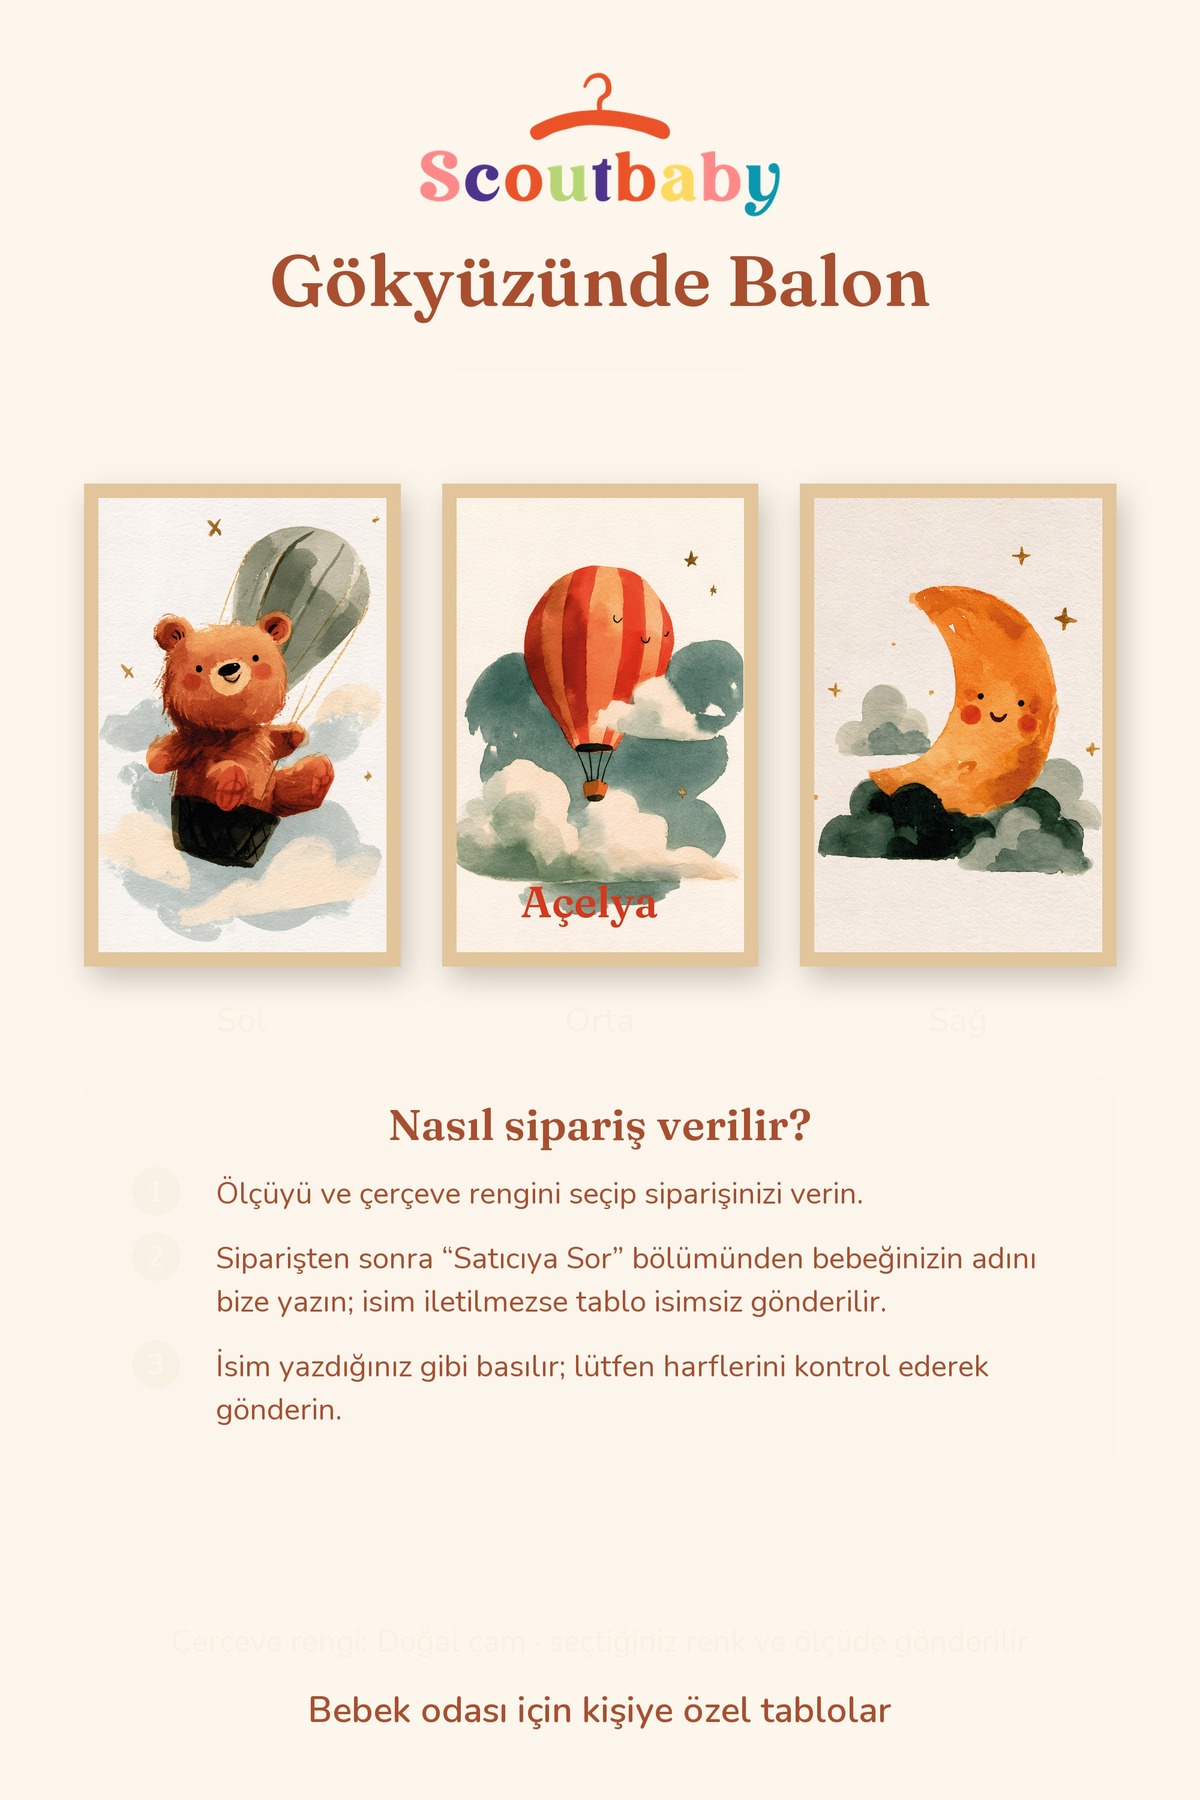 Scoutbaby
Gökyüzünde Balon
Açelya
Sol
Orta
Sağ
Nasıl sipariş verilir?
1
Ölçüyü ve çerçeve rengini seçip siparişinizi verin.
2
Siparişten sonra “Satıcıya Sor” bölümünden bebeğinizin adını
bize yazın; isim iletilmezse tablo isimsiz gönderilir.
3
İsim yazdığınız gibi basılır; lütfen harflerini kontrol ederek
gönderin.
Çerçeve rengi: Doğal çam · seçtiğiniz renk ve ölçüde gönderilir
Bebek odası için kişiye özel tablolar